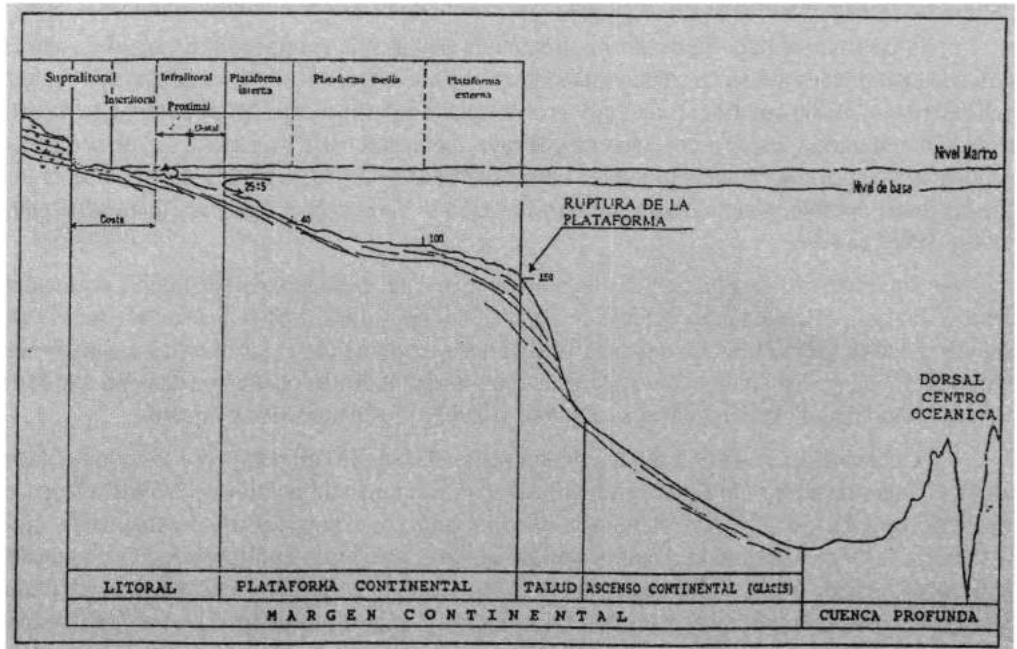 Supralitoral
Interlitoral
Infralitoral
Proximal
Distal
Plataforma
interna
Plataforma media
Plataforma
externa
Nivel Marino
Nivel de base
Costa
25±5
40
100
150
RUPTURA DE LA
PLATAFORMA
DORSAL
CENTRO
OCEANICA
LITORAL
PLATAFORMA CONTINENTAL
TALUD
ASCENSO CONTINENTAL (GLACIS)
MARGEN CONTINENTAL
CUENCA PROFUNDA